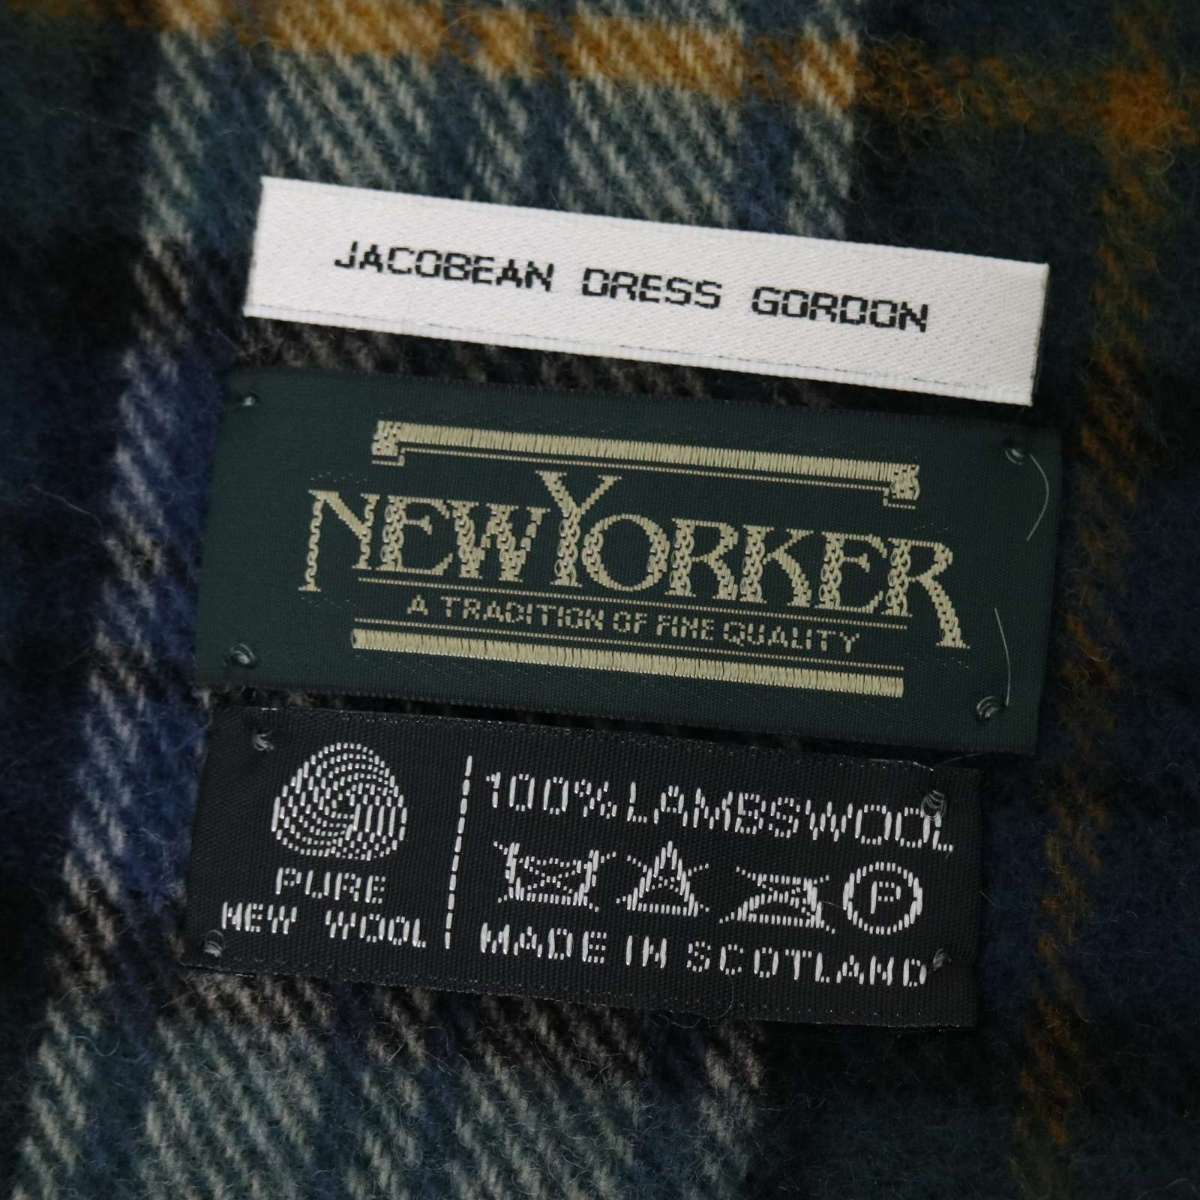 JACOBEAN DRESS GORDON
NEWYORKER
A TRADITION OF FINE QUALITY
PURE
NEW WOOL
100% LAMBSWOOL
P
MADE IN SCOTLAND